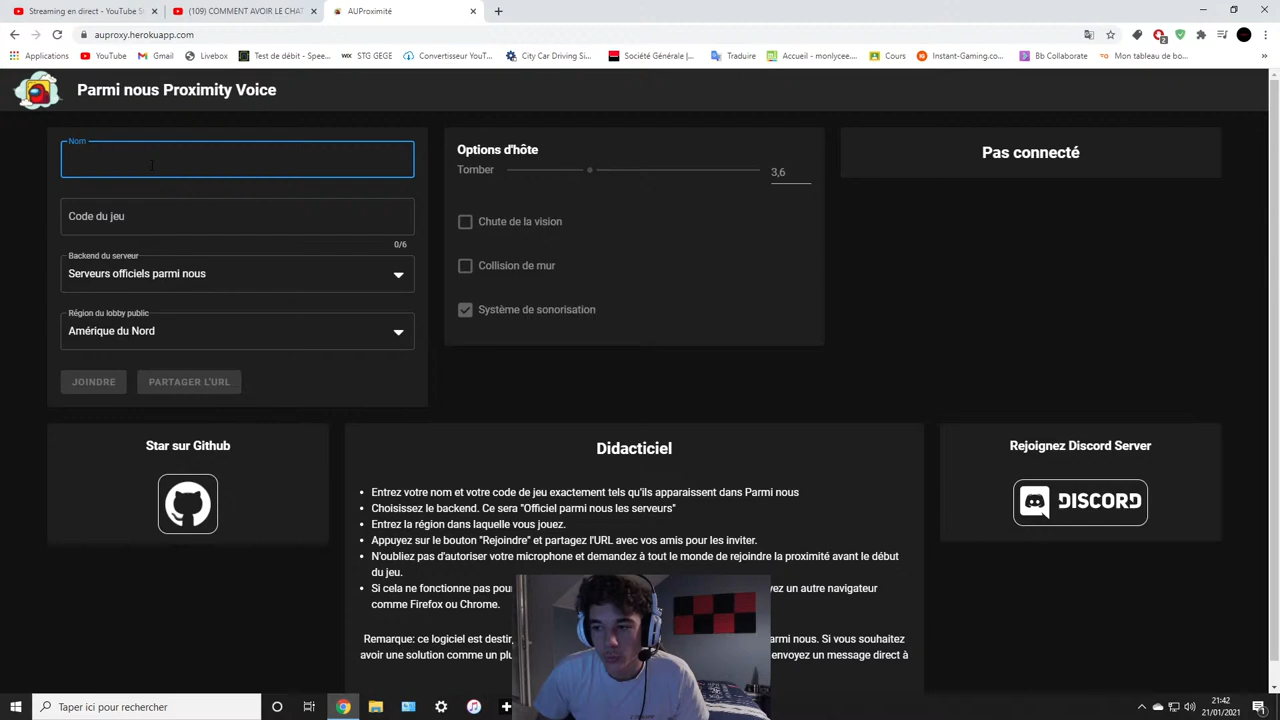 Streaming en direct - YouTube S
(109) COMMENT AVOIR LE CHAT
AUProximité
auproxy.herokuapp.com
Applications
YouTube
Gmail
Livebox
Test de débit - Spee...
STG GEGE
Convertisseur YouT...
City Car Driving Si...
Société Générale |...
Traduire
Accueil - monlycee...
Cours
Instant-Gaming.co...
Bb Collaborate
Mon tableau de bo...
»
Parmi nous Proximity Voice
Nom
Code du jeu
0/6
Backend du serveur
Serveurs officiels parmi nous
Région du lobby public
Amérique du Nord
JOINDRE
PARTAGER L'URL
Options d'hôte
Tomber
3,6
Chute de la vision
Collision de mur
Système de sonorisation
Pas connecté
Star sur Github
Didacticiel
• Entrez votre nom et votre code de jeu exactement tels qu'ils apparaissent dans Parmi nous
• Choisissez le backend. Ce sera "Officiel parmi nous les serveurs"
• Entrez la région dans laquelle vous jouez.
• Appuyez sur le bouton "Rejoindre" et partagez l'URL avec vos amis pour les inviter.
• N'oubliez pas d'autoriser votre microphone et demandez à tout le monde de rejoindre la proximité avant le début
du jeu.
• Si cela ne fonctionne pas pour un autre navigateur
comme Firefox ou Chrome.
Remarque: ce logiciel est parmi nous. Si vous souhaitez
avoir une solution comme un envoyez un message direct à
Rejoignez Discord Server
DISCORD
Taper ici pour rechercher
21:42
21/01/2021